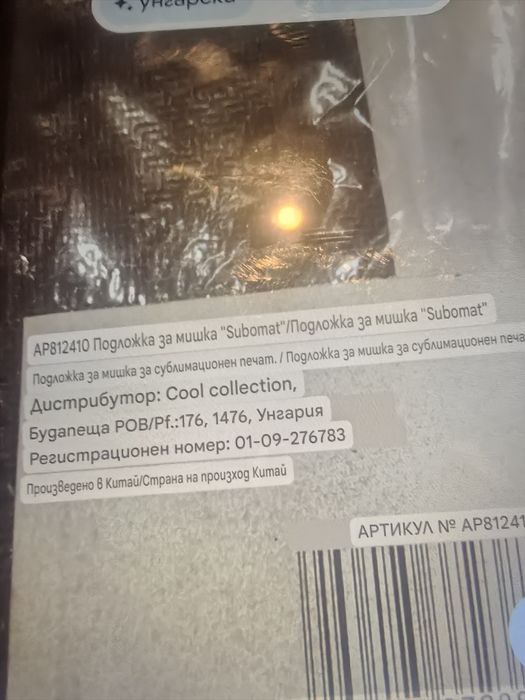 унгарски
AP812410 Подложка за мишка "Subomat"/Подложка за мишка "Subomat"
Подложка за мишка за сублимационен печат. / Подложка за мишка за сублимационен
Дистрибутор: Cool collection,
Будапеща POB/Pf.:176, 1476, Унгария
Регистрационен номер: 01-09-276783
Произведено в Китай/Страна на произход Китай
АРТИКУЛ № AP81241